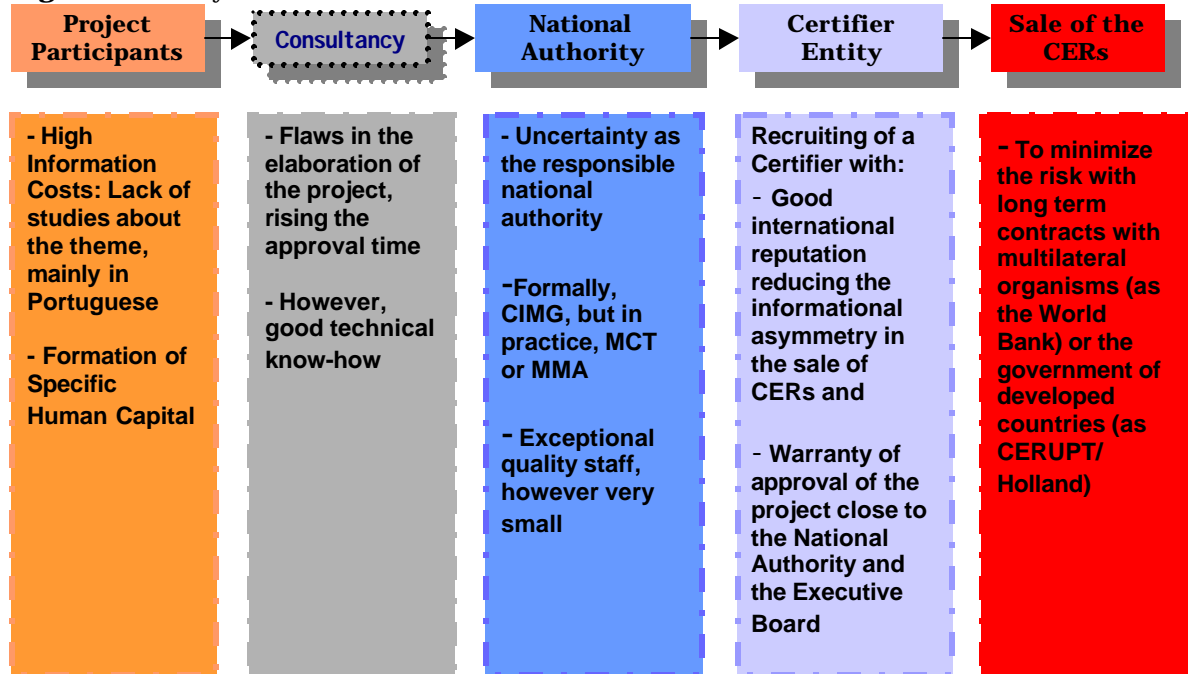 Project
Participants
Consultancy
National
Authority
Certifier
Entity
Sale of the
CERs
- High
Information
Costs: Lack of
studies about
the theme,
mainly in
Portuguese
- Formation of
Specific
Human Capital
- Flaws in the
elaboration of
the project,
rising the
approval time
- However,
good technical
know-how
- Uncertainty as
the responsible
national
authority
-Formally,
CIMG, but in
practice, MCT
or MMA
- Exceptional
quality staff,
however very
small
Recruiting of a
Certifier with:
- Good
international
reputation
reducing the
informational
asymmetry in
the sale of
CERs and
- Warranty of
approval of the
project close to
the National
Authority and
the Executive
Board
- To minimize
the risk with
long term
contracts with
multilateral
organisms (as
the World
Bank) or the
government of
developed
countries (as
CERUPT/
Holland)